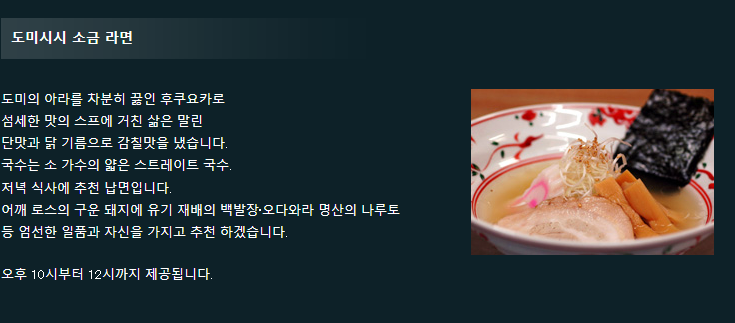 도미시시 소금 라면
도미의 아라를 차분히 끓인 후쿠요카로
섬세한 맛의 스프에 거친 삶은 말린
단맛과 닭 기름으로 감칠맛을 냈습니다.
국수는 소 가수의 얇은 스트레이트 국수.
저녁 식사에 추천 납면입니다.
어깨 로스의 구운 돼지에 유기 재배의 백발장·오다와라 명산의 나루토
등 엄선한 일품과 자신을 가지고 추천 하겠습니다.
오후 10시부터 12시까지 제공됩니다.